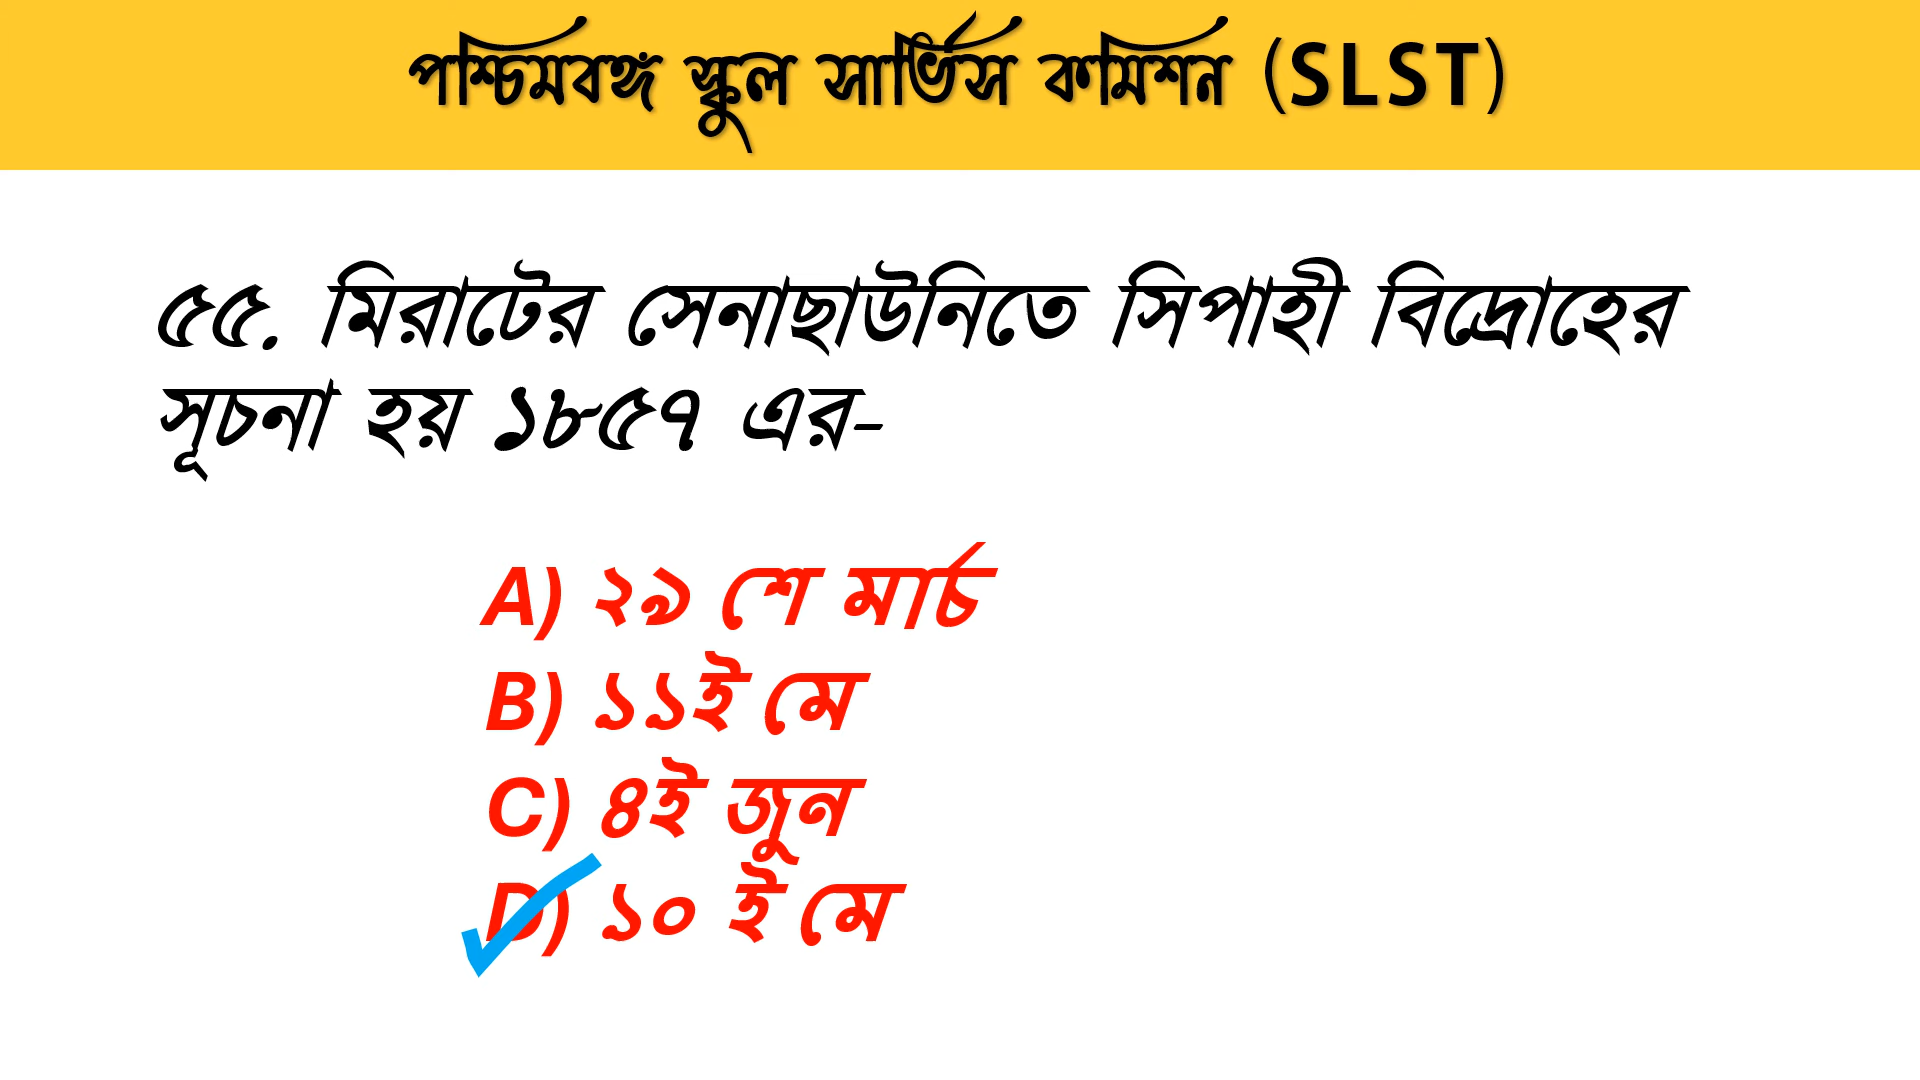 পশ্চিমবঙ্গ স্কুল সার্ভিস কমিশন (SLST)
৫৫. মিরাটের সেনাছাউনিতে সিপাহী বিদ্রোহের
সূচনা হয় ১৮৫৭ এর-
A) ২৯ শে মার্চ
B) ১১ই মে
C) ৪ই জুন
D) ১০ ই মে